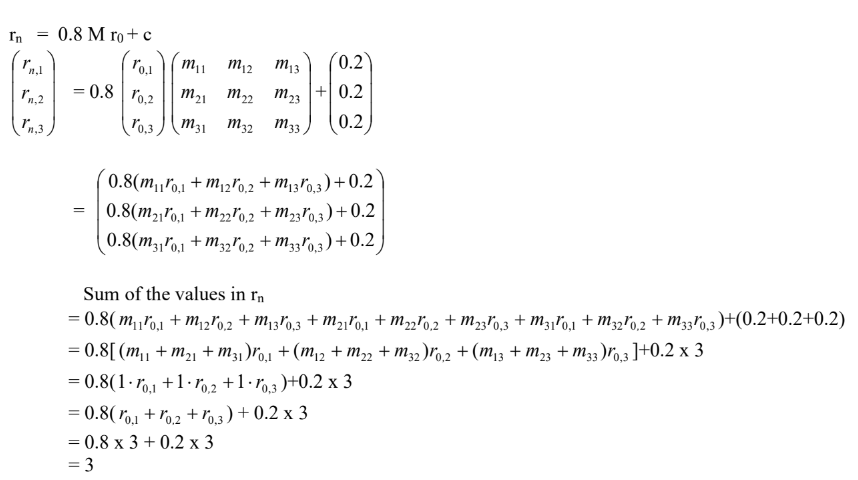 rn = 0.8 M r0 + c
(rn,1 rn,2 rn,3) = 0.8 (r0,1 r0,2 r0,3) (m11 m12 m13 m21 m22 m23 m31 m32 m33) + (0.2 0.2 0.2)
= (0.8(m11r0,1 + m12r0,2 + m13r0,3) + 0.2
0.8(m21r0,1 + m22r0,2 + m23r0,3) + 0.2
0.8(m31r0,1 + m32r0,2 + m33r0,3) + 0.2)
Sum of the values in rn
= 0.8( m11r0,1 + m12r0,2 + m13r0,3 + m21r0,1 + m22r0,2 + m23r0,3 + m31r0,1 + m32r0,2 + m33r0,3 )+(0.2+0.2+0.2)
= 0.8[ (m11 + m21 + m31)r0,1 + (m12 + m22 + m32)r0,2 + (m13 + m23 + m33)r0,3 ]+0.2 x 3
= 0.8(1·r0,1 +1·r0,2 +1·r0,3 )+0.2 x 3
= 0.8( r0,1 + r0,2 + r0,3 ) + 0.2 x 3
= 0.8 x 3 + 0.2 x 3
= 3